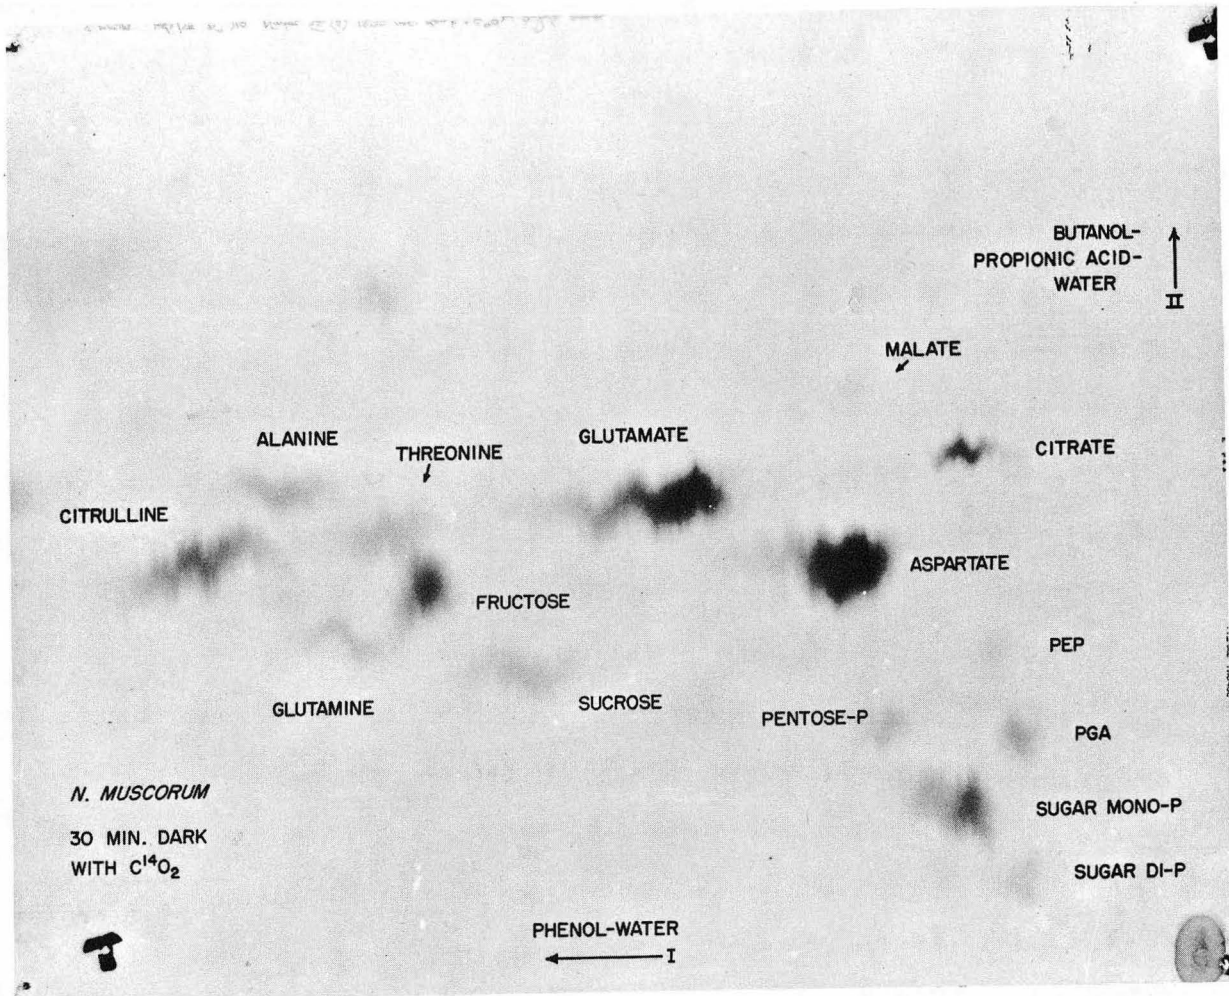 BUTANOL-
PROPIONIC ACID-
WATER
II
MALATE
ALANINE
THREONINE
GLUTAMATE
CITRATE
CITRULLINE
ASPARTATE
FRUCTOSE
PEP
GLUTAMINE
SUCROSE
PENTOSE-P
PGA
N. MUSCORUM
SUGAR MONO-P
30 MIN. DARK
WITH C¹⁴O₂
SUGAR DI-P
PHENOL-WATER
I